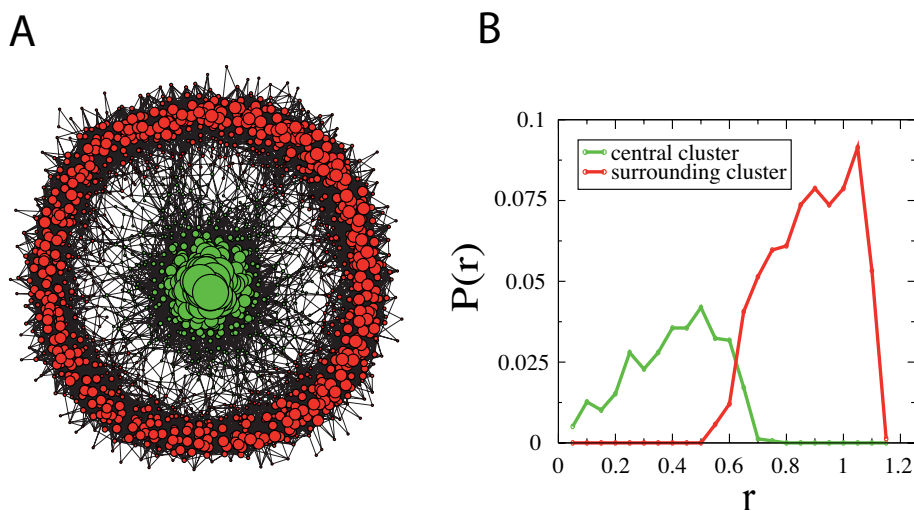 A
B
0.1
central cluster
surrounding cluster
0.075
P(r)
0.05
0.025
0
0 0.2 0.4 0.6 0.8 1 1.2
r